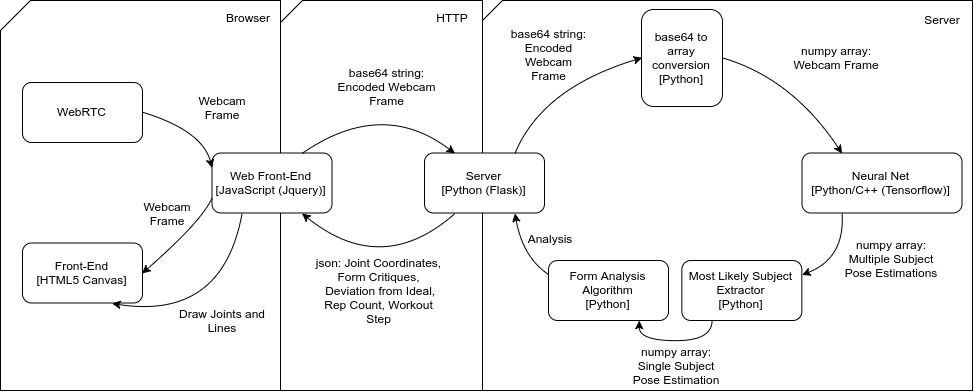 Browser
HTTP
Server
WebRTC
Webcam
Frame
Web Front-End
[JavaScript (Jquery)]
Webcam
Frame
Front-End
[HTML5 Canvas]
Draw Joints and
Lines
base64 string:
Encoded Webcam
Frame
Server
[Python (Flask)]
json: Joint Coordinates,
Form Critiques,
Deviation from Ideal,
Rep Count, Workout
Step
base64 string:
Encoded
Webcam
Frame
base64 to
array
conversion
[Python]
numpy array:
Webcam Frame
Neural Net
[Python/C++ (Tensorflow)]
numpy array:
Multiple Subject
Pose Estimations
Most Likely Subject
Extractor
[Python]
numpy array:
Single Subject
Pose Estimation
Form Analysis
Algorithm
[Python]
Analysis